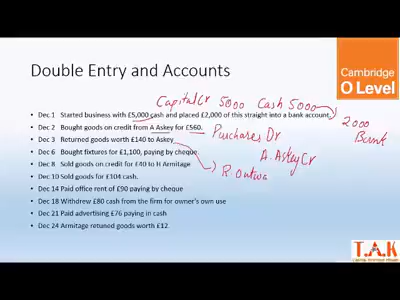 Double Entry and Accounts
Cambridge
O Level
Capital Cr 5000 Cash 5000
• Dec 1 Started business with £5,000 cash and placed £2,000 of this straight into a bank account.
2000
Bank
• Dec 2 Bought goods on credit from A Askey for £560.
Purchases Dr
• Dec 3 Returned goods worth £140 to Askey.
A. Askey Cr
• Dec 6 Bought fixtures for £1,100, paying by cheque.
R. Outwa
• Dec 8 Sold goods on credit for £40 to H Armitage
• Dec 10 Sold goods for £104 cash.
• Dec 14 Paid office rent of £90 paying by cheque
• Dec 18 Withdrew £80 cash from the firm for owner's own use
• Dec 21 Paid advertising £76 paying in cash
• Dec 24 Armitage retuned goods worth £12.
T.A.K